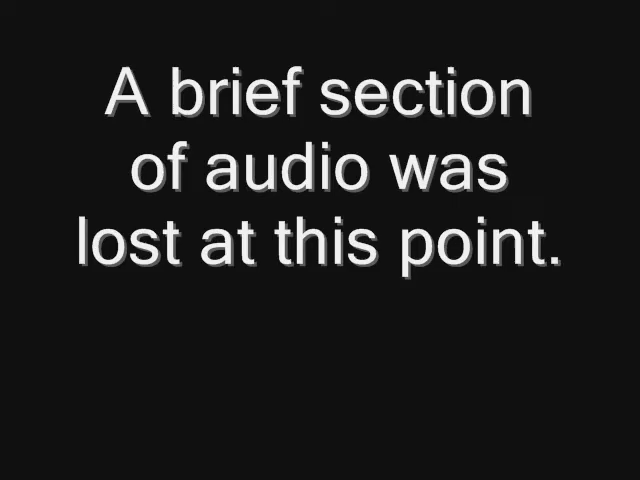 A brief section
of audio was
lost at this point.